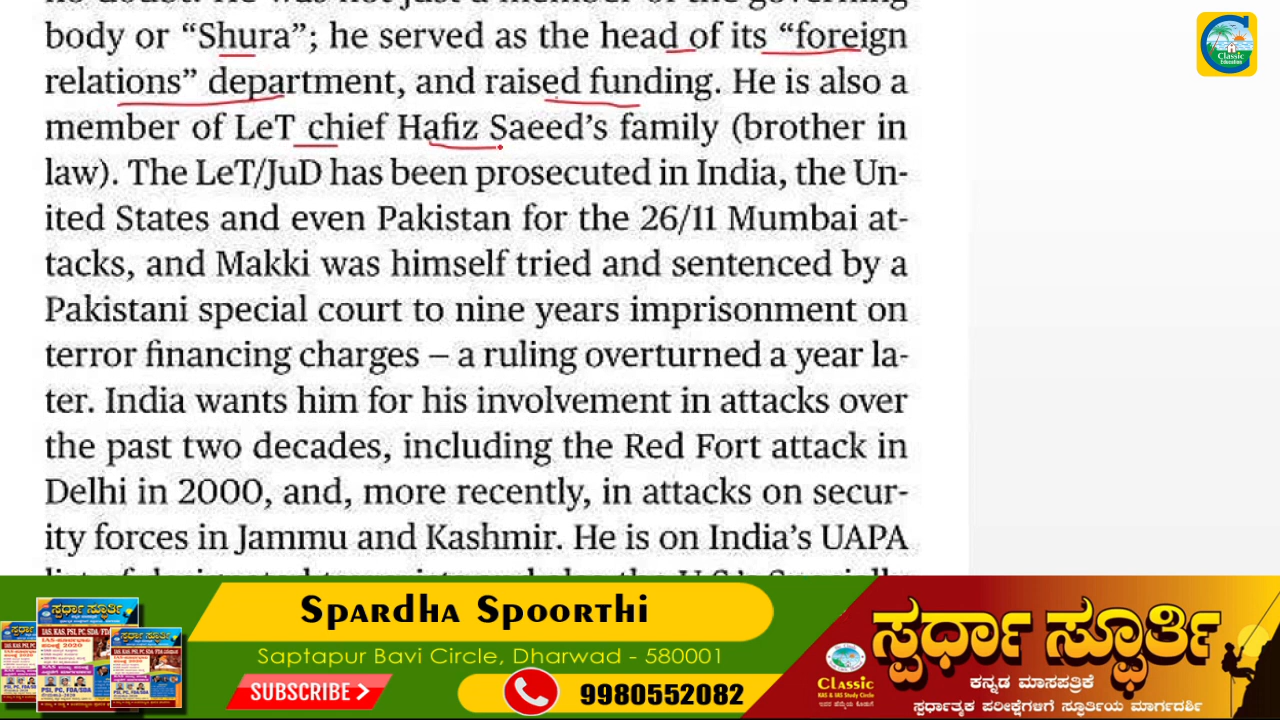 body or “Shura”; he served as the head of its “foreign
relations” department, and raised funding. He is also a
member of LeT chief Hafiz Saeed’s family (brother in
law). The LeT/JuD has been prosecuted in India, the Un-
ited States and even Pakistan for the 26/11 Mumbai at-
tacks, and Makki was himself tried and sentenced by a
Pakistani special court to nine years imprisonment on
terror financing charges – a ruling overturned a year la-
ter. India wants him for his involvement in attacks over
the past two decades, including the Red Fort attack in
Delhi in 2000, and, more recently, in attacks on secur-
ity forces in Jammu and Kashmir. He is on India’s UAPA
Classic
Education
Spardha Spoorthi
Saptapur Bavi Circle, Dharwad - 580001
SUBSCRIBE
9980552082
ಸ್ಪರ್ಧಾ ಸ್ಫೂರ್ತಿ
Classic
KAS & IAS Study Circle
ಕನ್ನಡ ಮಾಸಪತ್ರಿಕೆ
ಸ್ಪರ್ಧಾತ್ಮಕ ಪರೀಕ್ಷೆಗಳಿಗೆ ಸ್ಫೂರ್ತಿಯ ಮಾರ್ಗದರ್ಶಿ